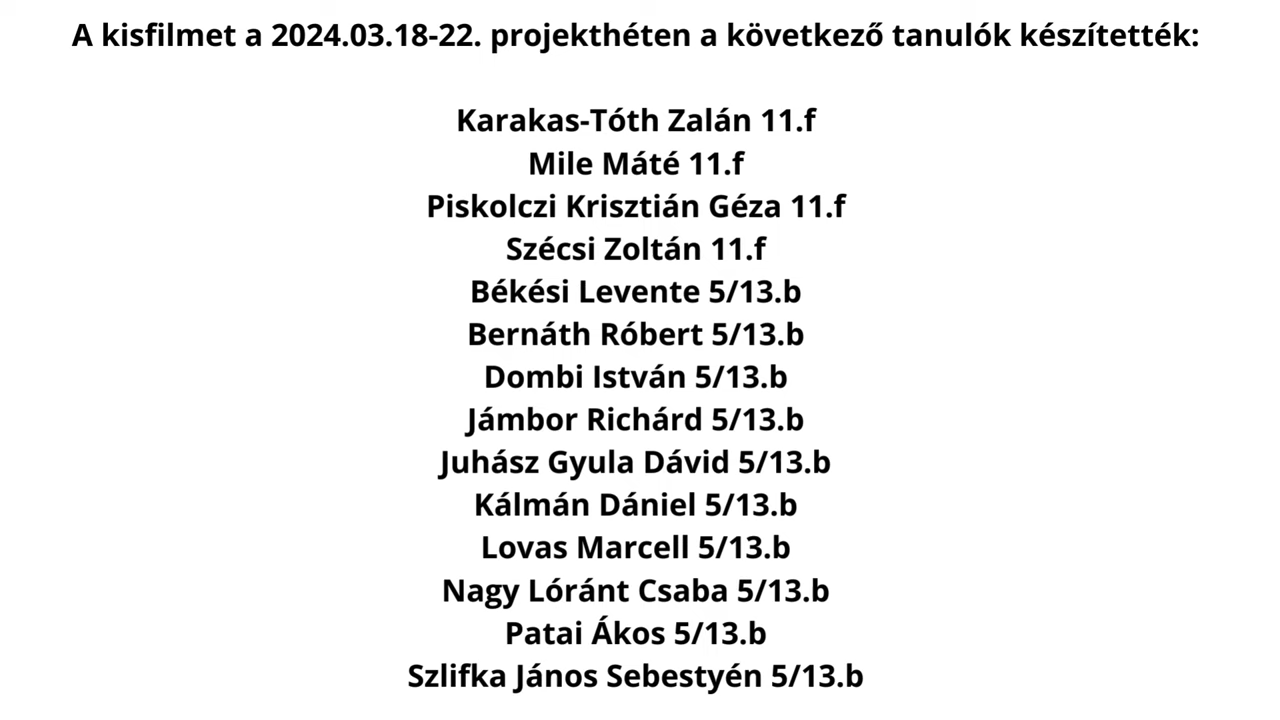 A kisfilmet a 2024.03.18-22. projekthéten a következő tanulók készítették:
Karakas-Tóth Zalán 11.f
Mile Máté 11.f
Piskolczi Krisztián Géza 11.f
Szécsi Zoltán 11.f
Békési Levente 5/13.b
Bernáth Róbert 5/13.b
Dombi István 5/13.b
Jámbor Richárd 5/13.b
Juhász Gyula Dávid 5/13.b
Kálmán Dániel 5/13.b
Lovas Marcell 5/13.b
Nagy Lóránt Csaba 5/13.b
Patai Ákos 5/13.b
Szlifka János Sebestyén 5/13.b